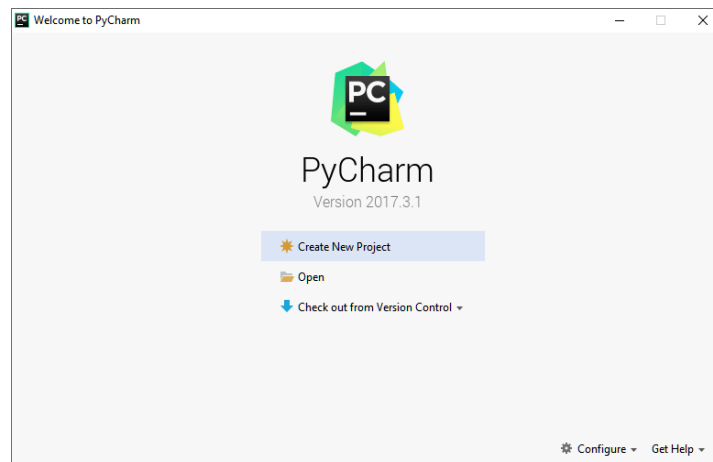 Welcome to PyCharm
PC
PyCharm
Version 2017.3.1
Create New Project
Open
Check out from Version Control
Configure Get Help